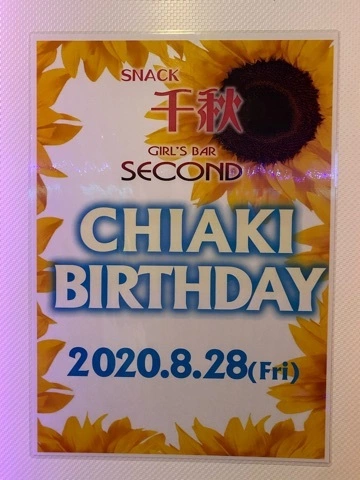 SNACK
千秋
GIRL'S BAR
SECOND
CHIAKI
BIRTHDAY
2020.8.28(Fri)